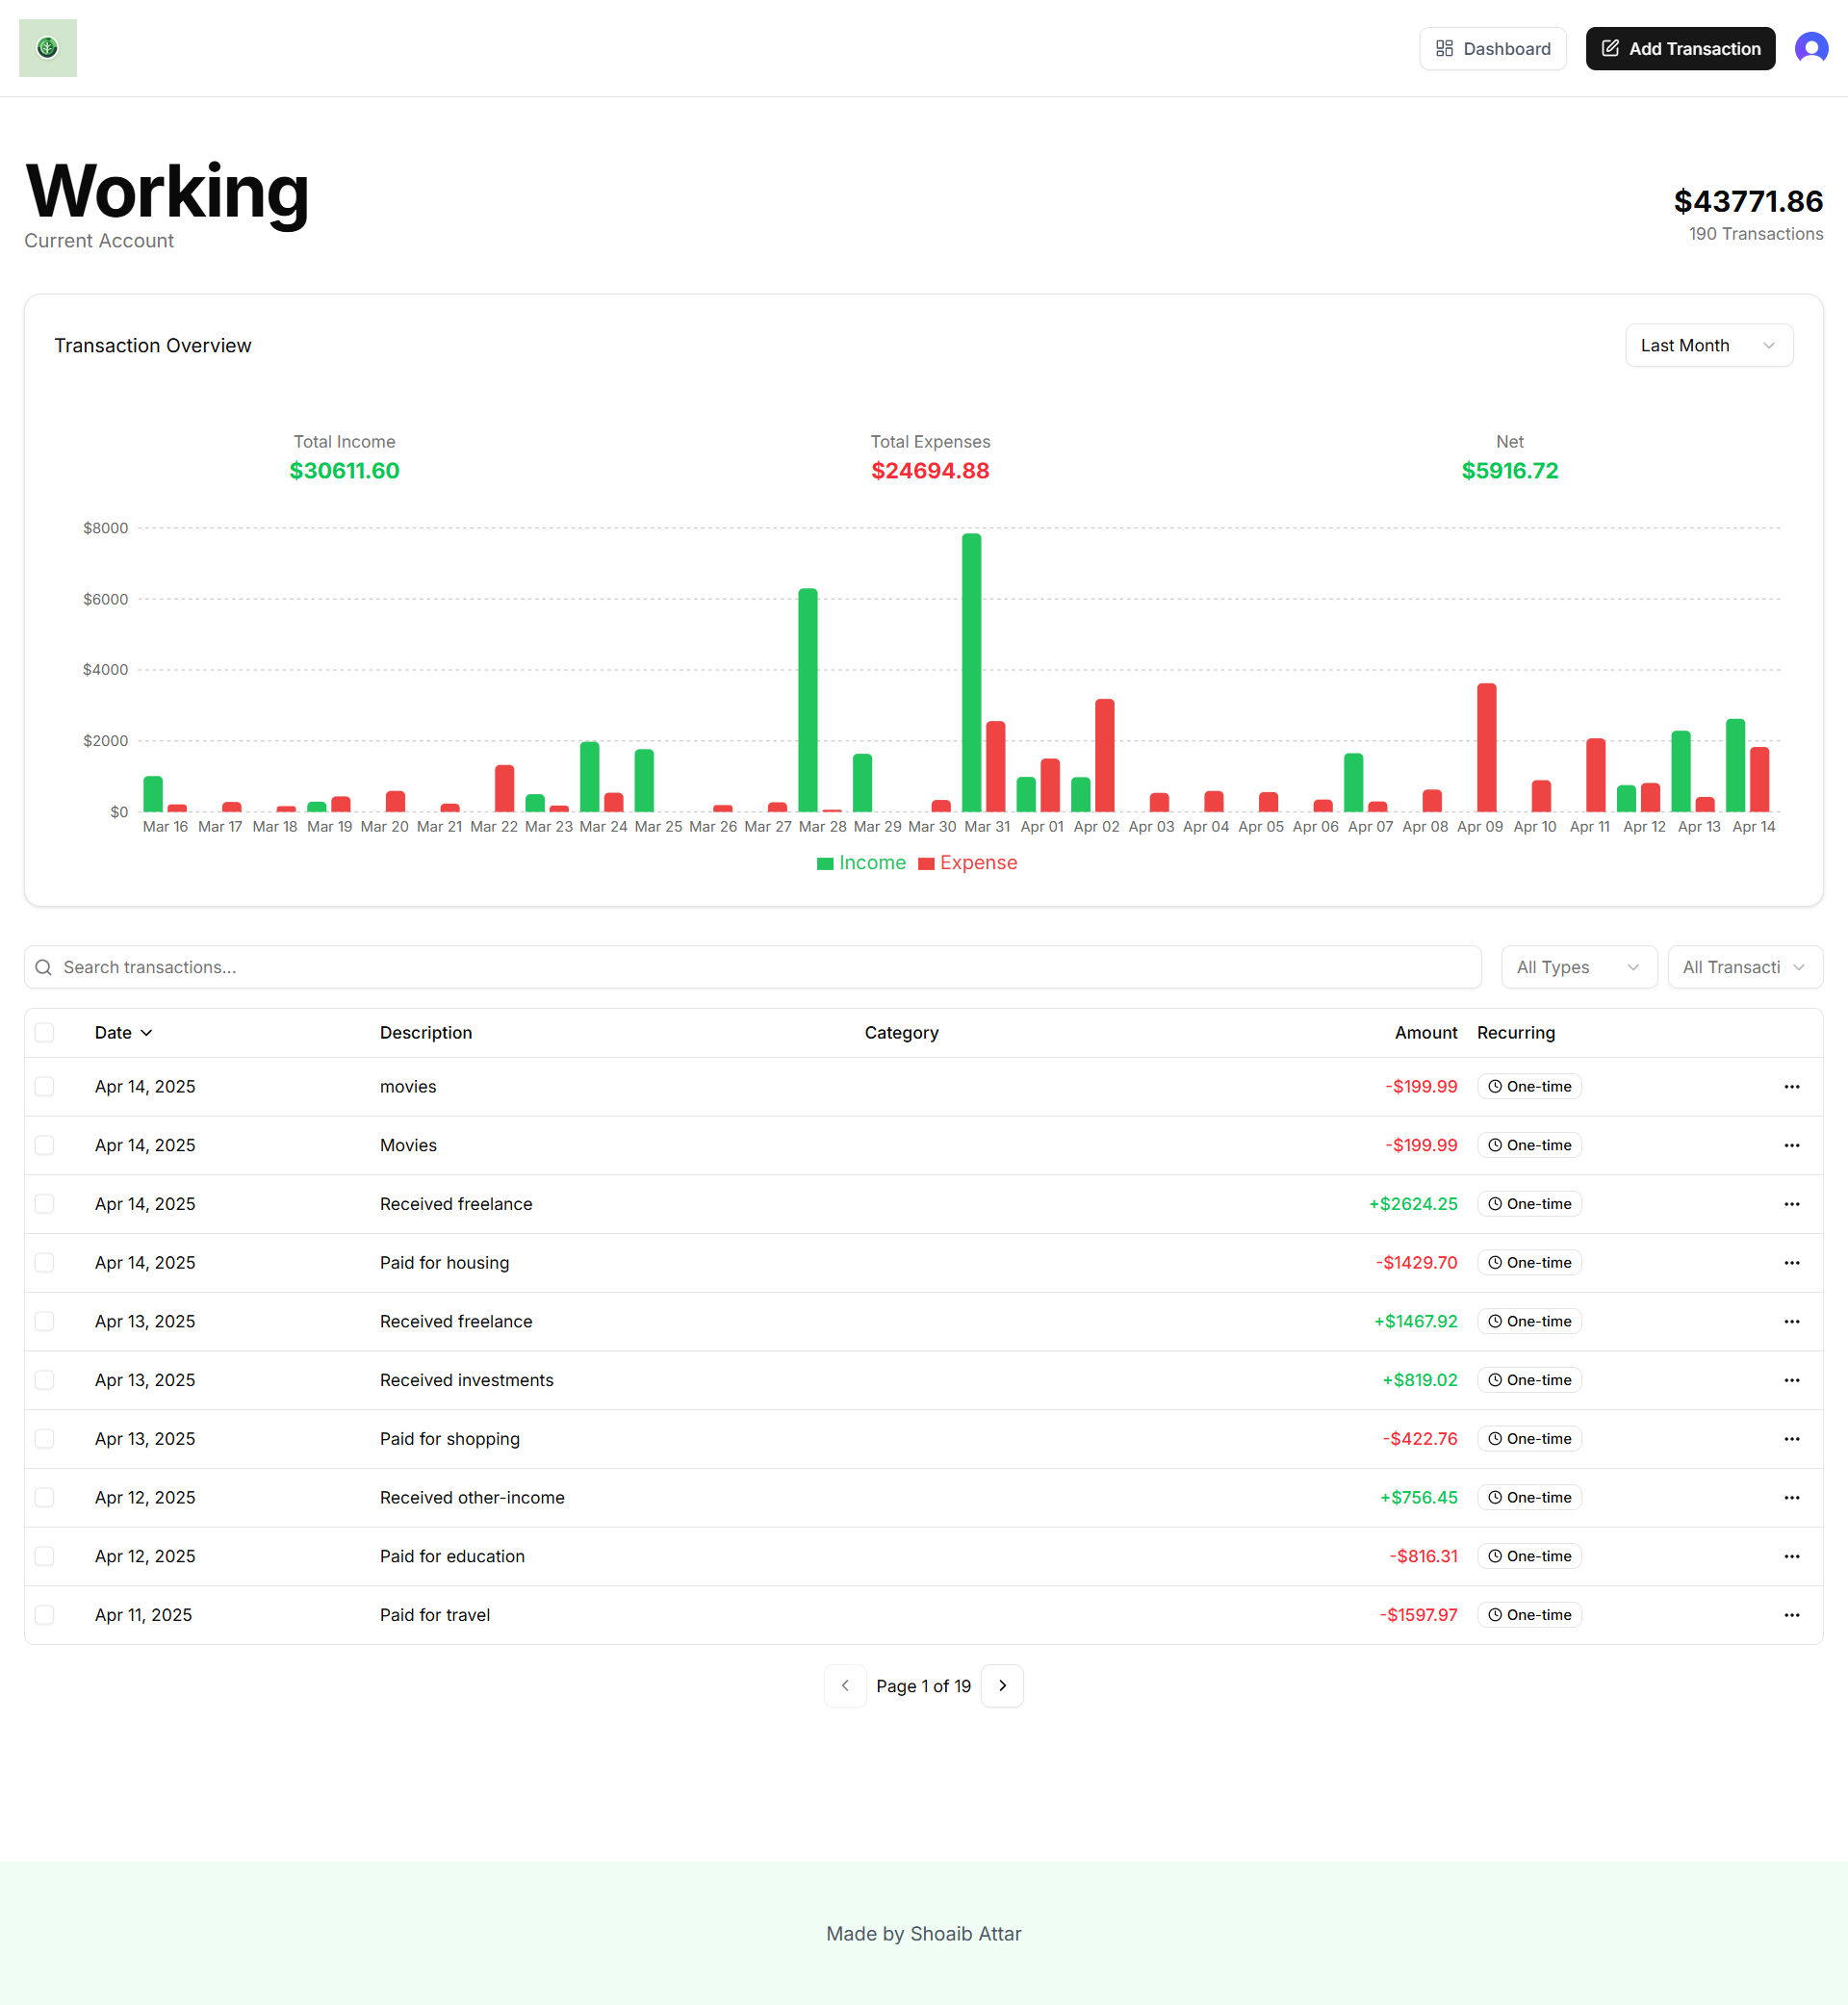 Dashboard
Add Transaction
Working
Current Account
$43771.86
190 Transactions
Transaction Overview
Last Month
Total Income
$30611.60
Total Expenses
$24694.88
Net
$5916.72
$8000
$6000
$4000
$2000
$0
Mar 16 Mar 17 Mar 18 Mar 19 Mar 20 Mar 21 Mar 22 Mar 23 Mar 24 Mar 25 Mar 26 Mar 27 Mar 28 Mar 29 Mar 30 Mar 31 Apr 01 Apr 02 Apr 03 Apr 04 Apr 05 Apr 06 Apr 07 Apr 08 Apr 09 Apr 10 Apr 11 Apr 12 Apr 13 Apr 14
Income Expense
Search transactions...
All Types
All Transacti
Date Description Category Amount Recurring
Apr 14, 2025 movies -$199.99 One-time
Apr 14, 2025 Movies -$199.99 One-time
Apr 14, 2025 Received freelance +$2624.25 One-time
Apr 14, 2025 Paid for housing -$1429.70 One-time
Apr 13, 2025 Received freelance +$1467.92 One-time
Apr 13, 2025 Received investments +$819.02 One-time
Apr 13, 2025 Paid for shopping -$422.76 One-time
Apr 12, 2025 Received other-income +$756.45 One-time
Apr 12, 2025 Paid for education -$816.31 One-time
Apr 11, 2025 Paid for travel -$1597.97 One-time
Page 1 of 19
Made by Shoaib Attar